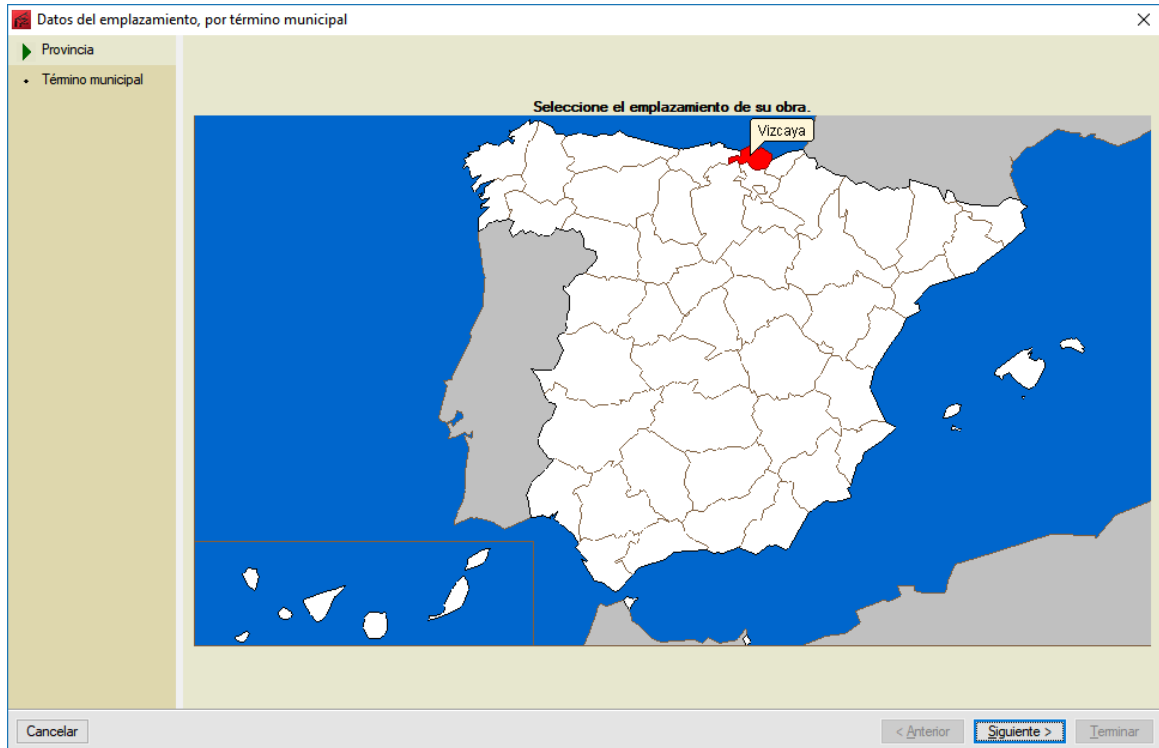 Datos del emplazamiento, por término municipal
Provincia
Término municipal
Seleccione el emplazamiento de su obra.
Vizcaya
Cancelar
< Anterior
Siguiente >
Terminar